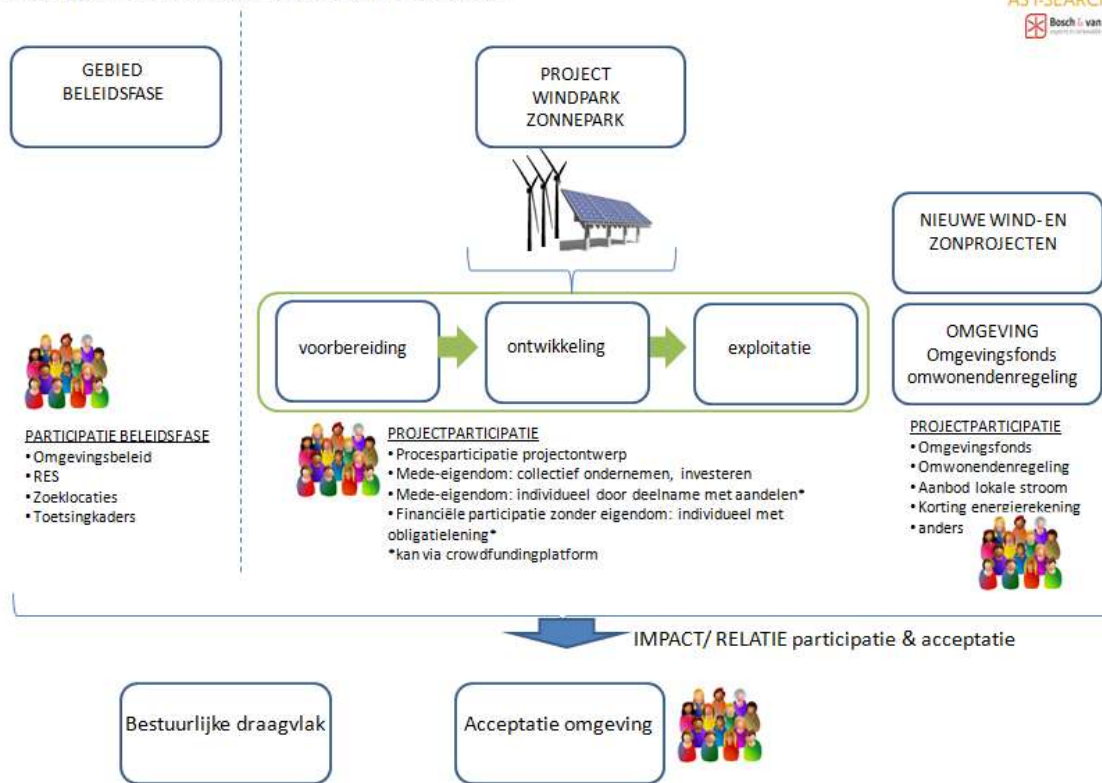 Bosch & van
GEBIED
BELEIDSFASE
PROJECT
WINDPARK
ZONNEPARK
NIEUWE WIND- EN
ZONPROJECTEN
voorbereiding
ontwikkeling
exploitatie
OMGEVING
Omgevingsfonds
omwonendenregeling
PARTICIPATIE BELEIDSFASE
• Omgevingsbeleid
• RES
• Zoeklocaties
• Toetsingkaders
PROJECTPARTICIPATIE
• Procesparticipatie projectontwerp
• Mede-eigendom: collectief ondernemen, investeren
• Mede-eigendom: individueel door deelname met aandelen*
• Financiële participatie zonder eigendom: individueel met
obligatielening*
*kan via crowdfundingplatform
PROJECTPARTICIPATIE
• Omgevingsfonds
• Omwonendenregeling
• Aanbod lokale stroom
• Korting energierekening
• anders
IMPACT/ RELATIE participatie & acceptatie
Bestuurlijke draagvlak
Acceptatie omgeving